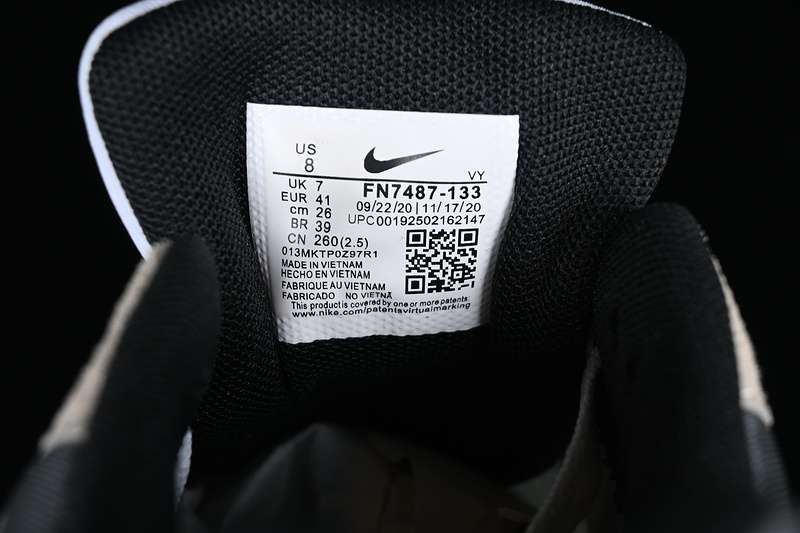 US
8
VY
UK 7
EUR 41
cm 26
BR 39
CN 260(2.5)
FN7487-133
09/22/20 | 11/17/20
UPC00192502162147
013MKTP0Z97R1
MADE IN VIETNAM
HECHO EN VIETNAM
FABRIQUE AU VIETNAM
FABRICADO NO VIETNÃ
This product is covered by one or more patents
www.nike.com/patentsvirtualmarking